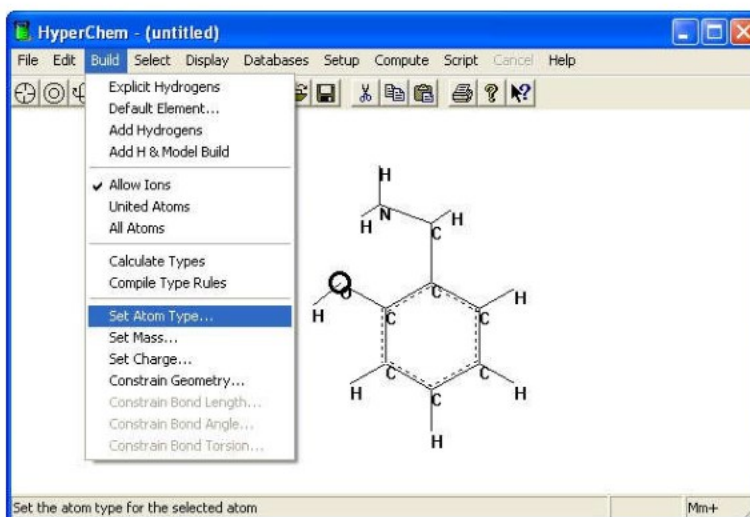 HyperChem - (untitled)
File Edit Build Select Display Databases Setup Compute Script Cancel Help
Explicit Hydrogens
Default Element...
Add Hydrogens
Add H & Model Build
Allow Ions
United Atoms
All Atoms
Calculate Types
Compile Type Rules
Set Atom Type...
Set Mass...
Set Charge...
Constrain Geometry...
Constrain Bond Length...
Constrain Bond Angle...
Constrain Bond Torsion...
H
N H
H C
O C H
H C C
C C
H C H
H
Set the atom type for the selected atom Mm+